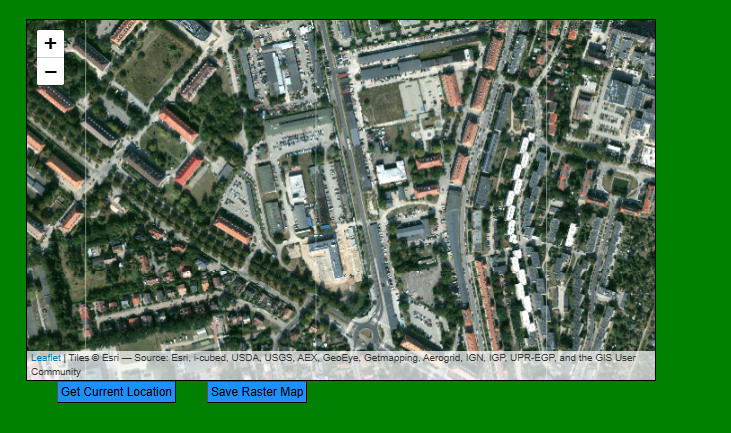 +
−
Leaflet | Tiles © Esri — Source: Esri, i-cubed, USDA, USGS, AEX, GeoEye, Getmapping, Aerogrid, IGN, IGP, UPR-EGP, and the GIS User
Community
Get Current Location Save Raster Map